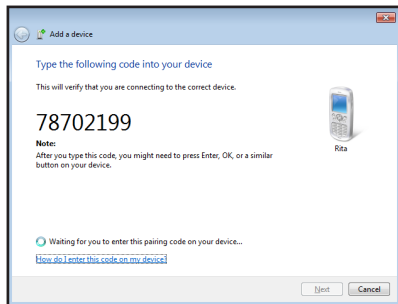 Add a device
Type the following code into your device
This will verify that you are connecting to the correct device.
78702199
Note:
After you type this code, you might need to press Enter, OK, or a similar
button on your device.
Rita
Waiting for you to enter this pairing code on your device...
How do I enter this code on my device?
Next
Cancel